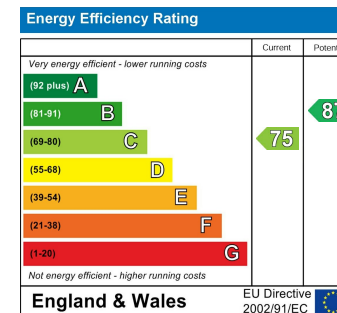 Energy Efficiency Rating
Current
Very energy efficient - lower running costs
(92 plus) A
(81-91) B
(69-80) C
75
(55-68) D
(39-54) E
(21-38) F
(1-20) G
Not energy efficient - higher running costs
England & Wales
EU Directive
2002/91/EC